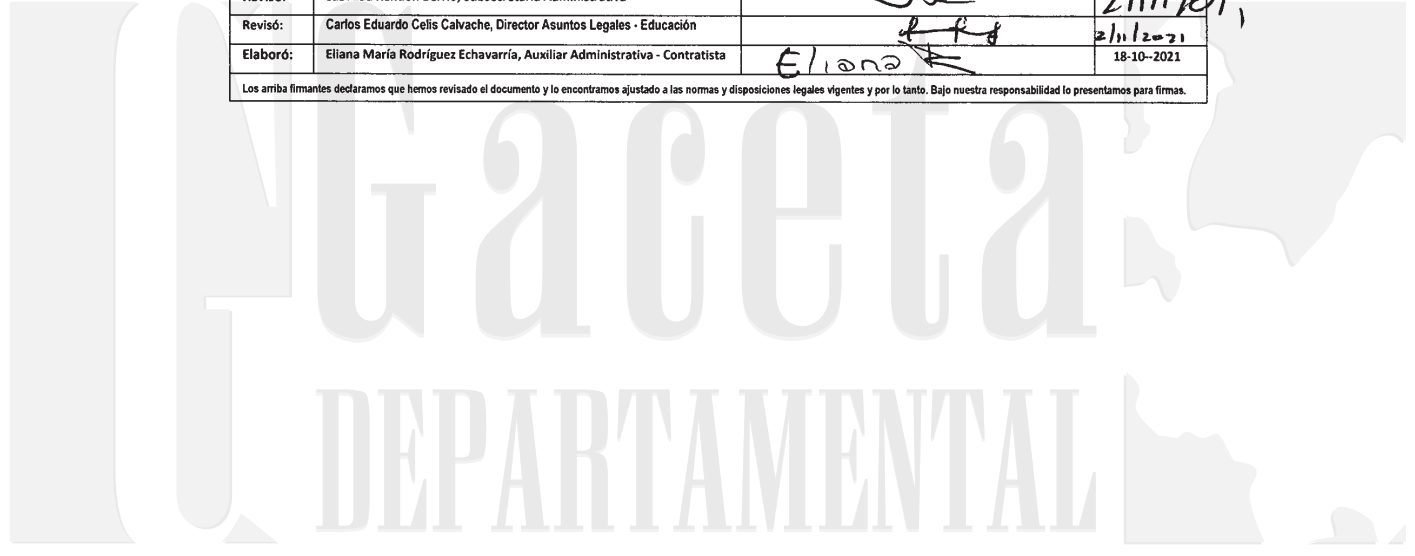 Revisó: Carlos Eduardo Celis Calvache, Director Asuntos Legales - Educación 2/11/2021
Elaboró: Eliana María Rodríguez Echavarría, Auxiliar Administrativa - Contratista Eliana 18-10--2021
Los arriba firmantes declaramos que hemos revisado el documento y lo encontramos ajustado a las normas y disposiciones legales vigentes y por lo tanto. Bajo nuestra responsabilidad lo presentamos para firmas.
Gaceta
DEPARTAMENTAL